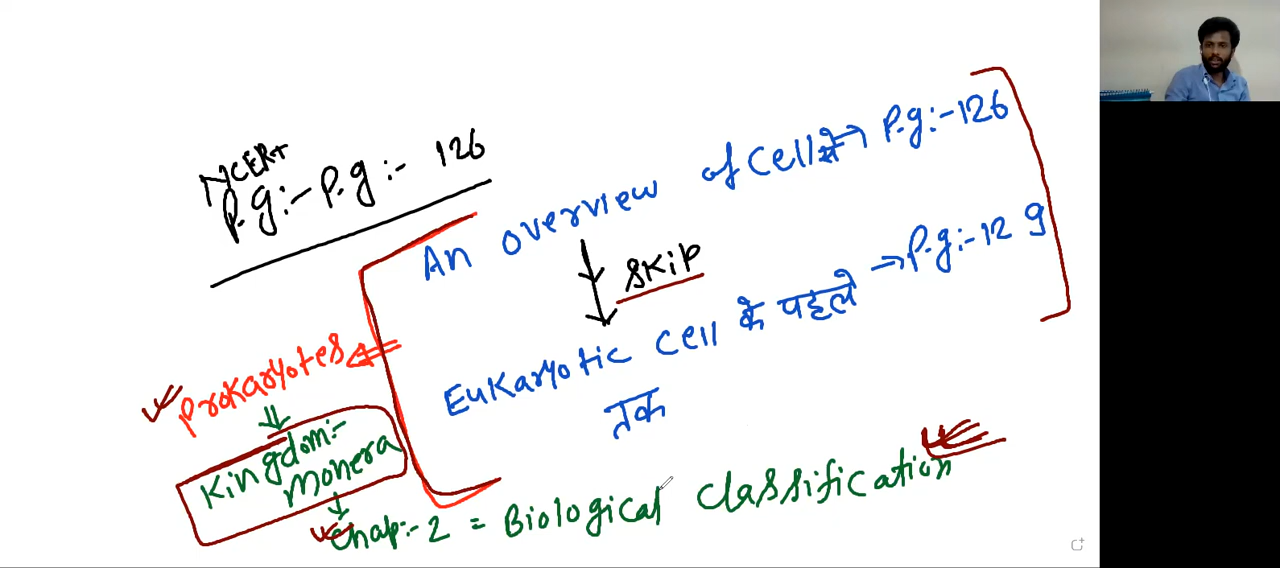 NCERT
P.g:- P.g:- 126
An overview of Cell से → P.g:-126
SKiP
Eukaryotic Cell के पहले → P.g:-129
तक
Prokaryotes
Kingdom:-
Monera
Chap:-2 = Biological Classification